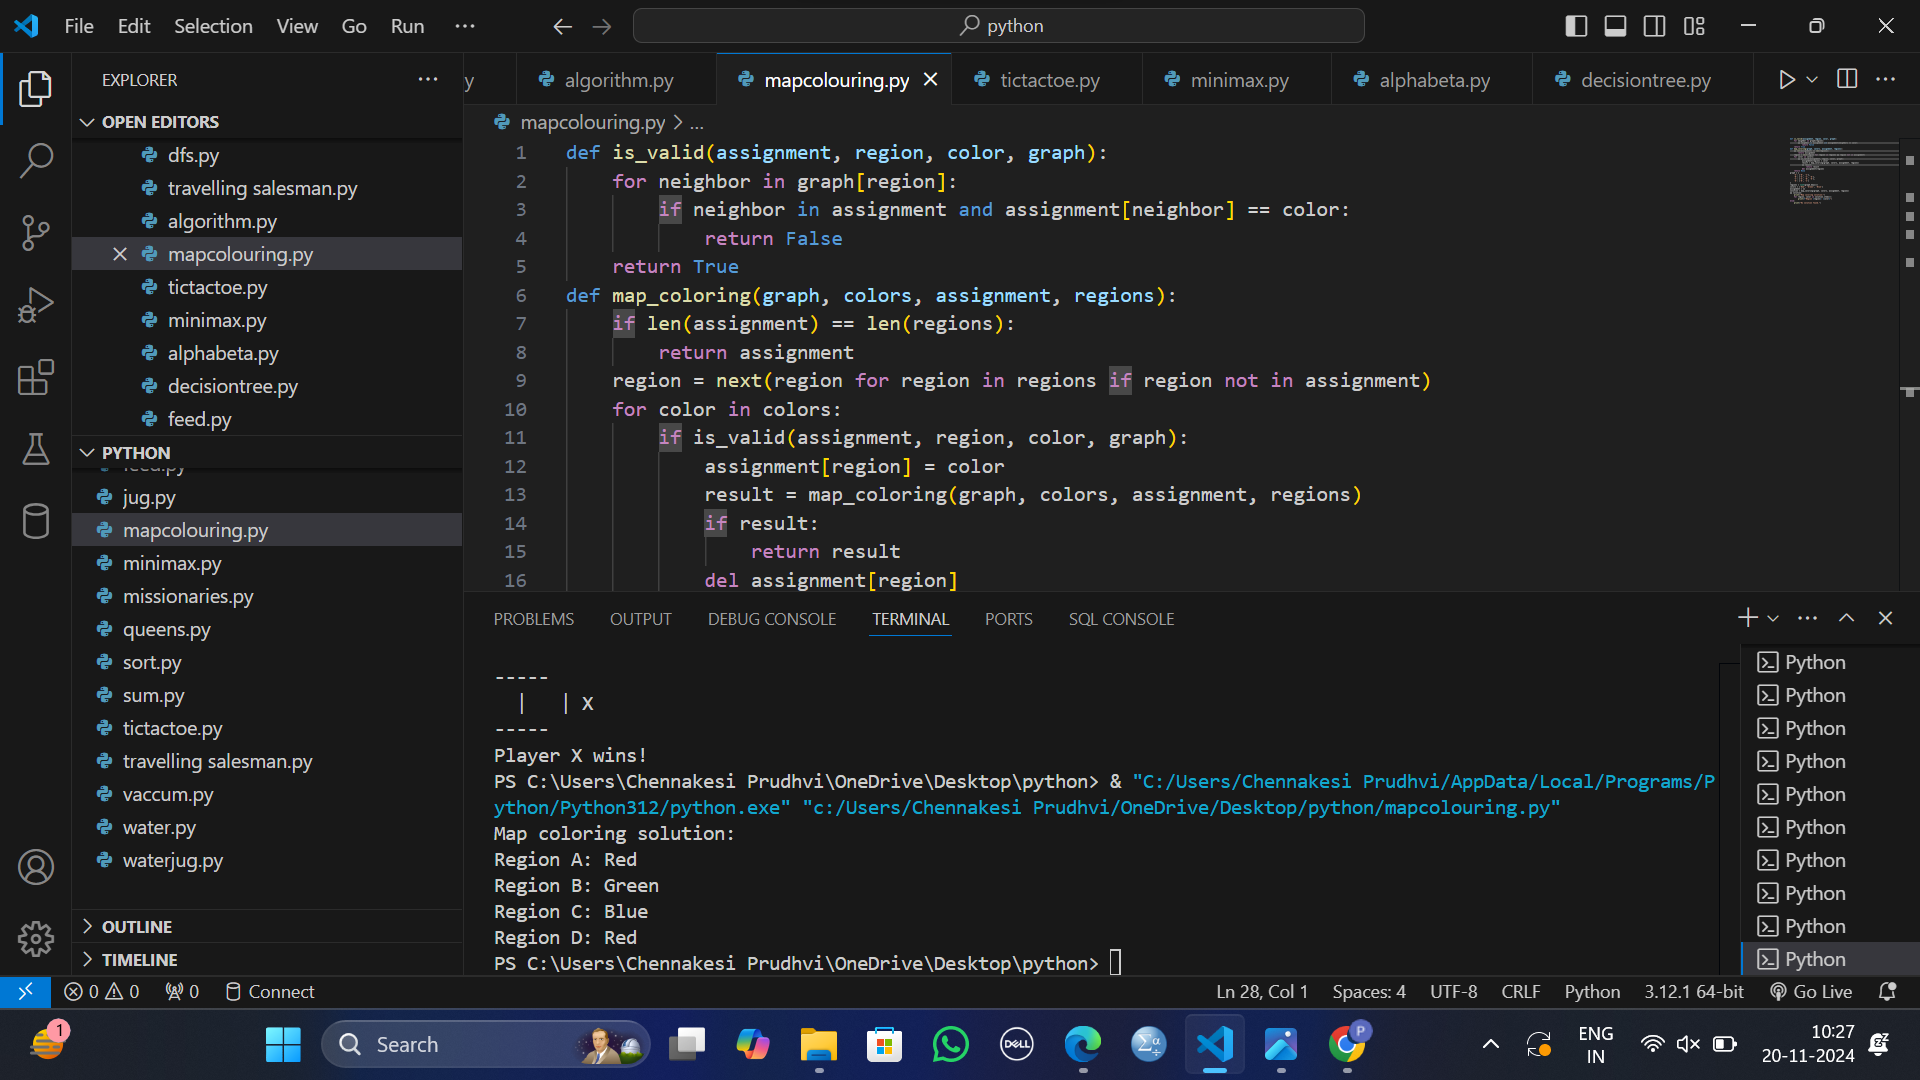 File Edit Selection View Go Run ···
python
EXPLORER
OPEN EDITORS
dfs.py
travelling salesman.py
algorithm.py
mapcolouring.py
tictactoe.py
minimax.py
alphabeta.py
decisiontree.py
feed.py
PYTHON
feed.py
jug.py
mapcolouring.py
minimax.py
missionaries.py
queens.py
sort.py
sum.py
tictactoe.py
travelling salesman.py
vaccum.py
water.py
waterjug.py
OUTLINE
TIMELINE
y algorithm.py mapcolouring.py tictactoe.py minimax.py alphabeta.py decisiontree.py
mapcolouring.py > ...
1 def is_valid(assignment, region, color, graph):
2 for neighbor in graph[region]:
3 if neighbor in assignment and assignment[neighbor] == color:
4 return False
5 return True
6 def map_coloring(graph, colors, assignment, regions):
7 if len(assignment) == len(regions):
8 return assignment
9 region = next(region for region in regions if region not in assignment)
10 for color in colors:
11 if is_valid(assignment, region, color, graph):
12 assignment[region] = color
13 result = map_coloring(graph, colors, assignment, regions)
14 if result:
15 return result
16 del assignment[region]
PROBLEMS OUTPUT DEBUG CONSOLE TERMINAL PORTS SQL CONSOLE
-----
| | X
-----
Player X wins!
PS C:\Users\Chennakesi Prudhvi\OneDrive\Desktop\python> & "C:/Users/Chennakesi Prudhvi/AppData/Local/Programs/P
ython/Python312/python.exe" "c:/Users/Chennakesi Prudhvi/OneDrive/Desktop/python/mapcolouring.py"
Map coloring solution:
Region A: Red
Region B: Green
Region C: Blue
Region D: Red
PS C:\Users\Chennakesi Prudhvi\OneDrive\Desktop\python>
Python
Python
Python
Python
Python
Python
Python
Python
Python
Python
0 0 0 Connect Ln 28, Col 1 Spaces: 4 UTF-8 CRLF Python 3.12.1 64-bit Go Live
1
Search
DELL
P
ENG
IN
10:27
20-11-2024